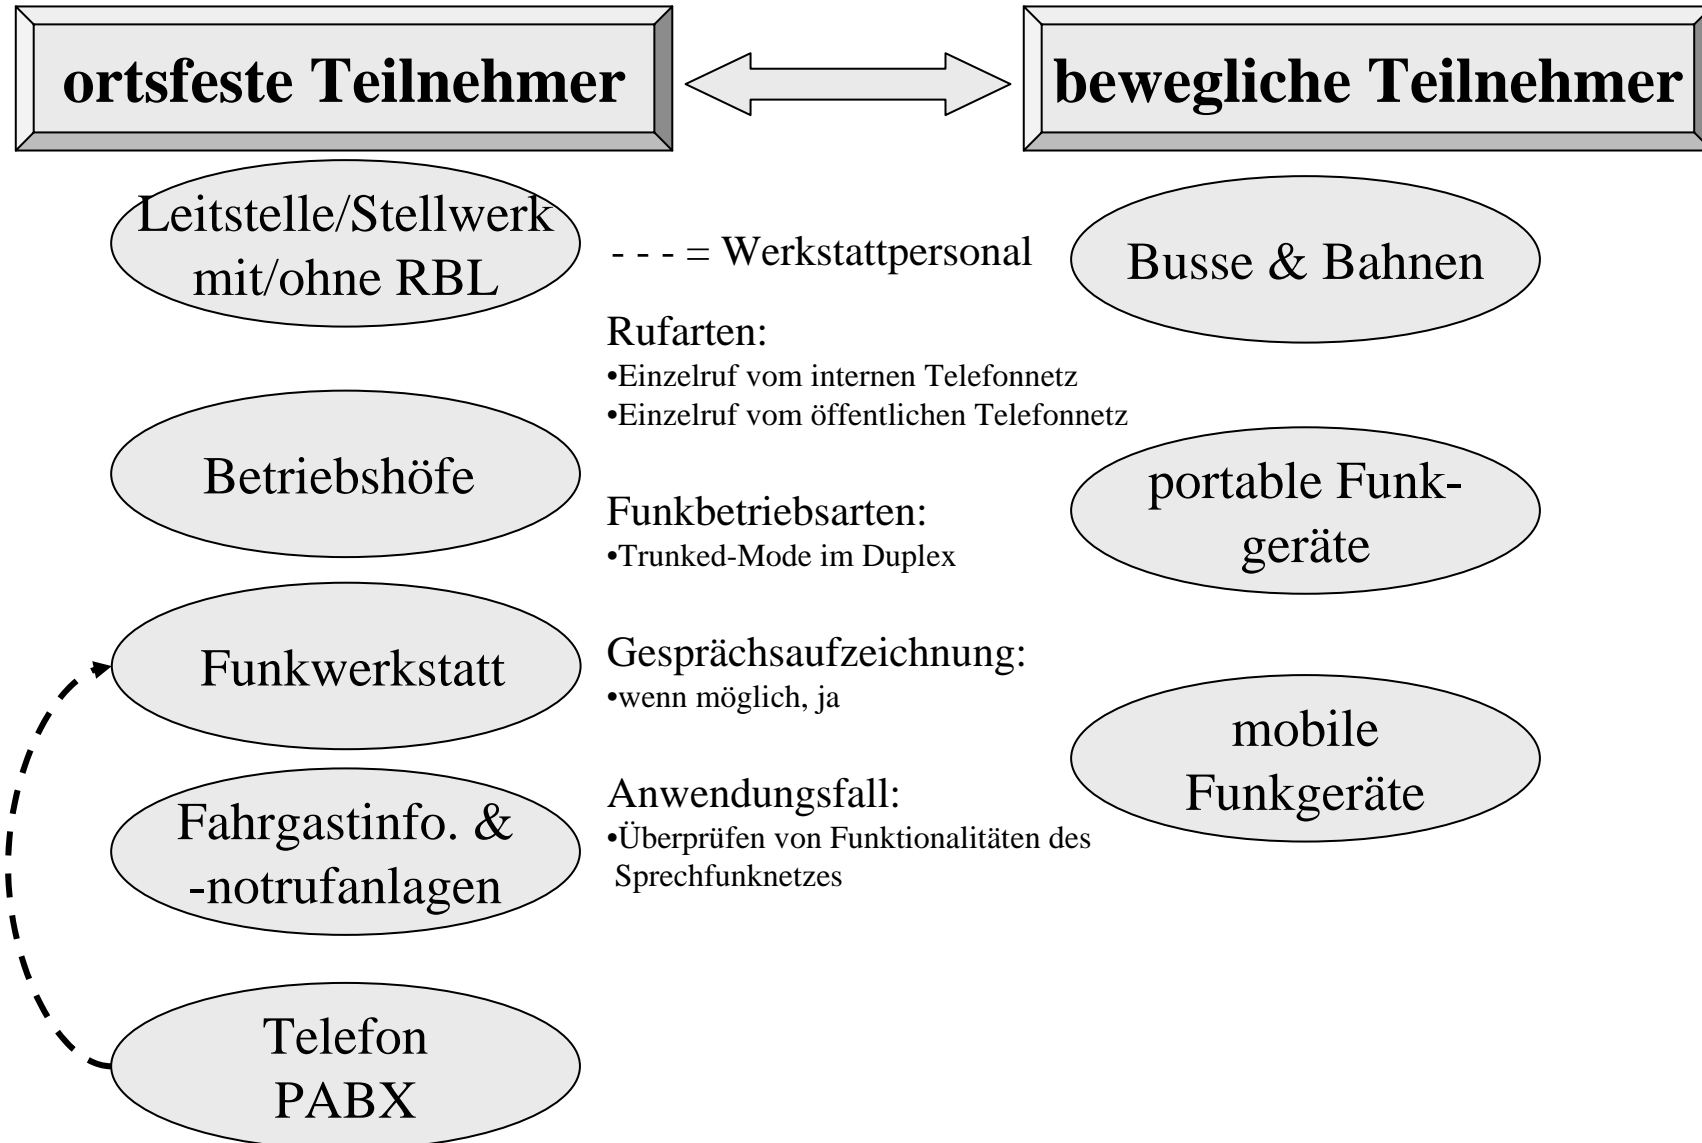 ortsfeste Teilnehmer
bewegliche Teilnehmer
Leitstelle/Stellwerk
mit/ohne RBL
Betriebshöfe
Funkwerkstatt
Fahrgastinfo. &
-notrufanlagen
Telefon
PABX
- - - = Werkstattpersonal
Rufarten:
•Einzelruf vom internen Telefonnetz
•Einzelruf vom öffentlichen Telefonnetz
Funkbetriebsarten:
•Trunked-Mode im Duplex
Gesprächsaufzeichnung:
•wenn möglich, ja
Anwendungsfall:
•Überprüfen von Funktionalitäten des
Sprechfunknetzes
Busse & Bahnen
portable Funk-
geräte
mobile
Funkgeräte